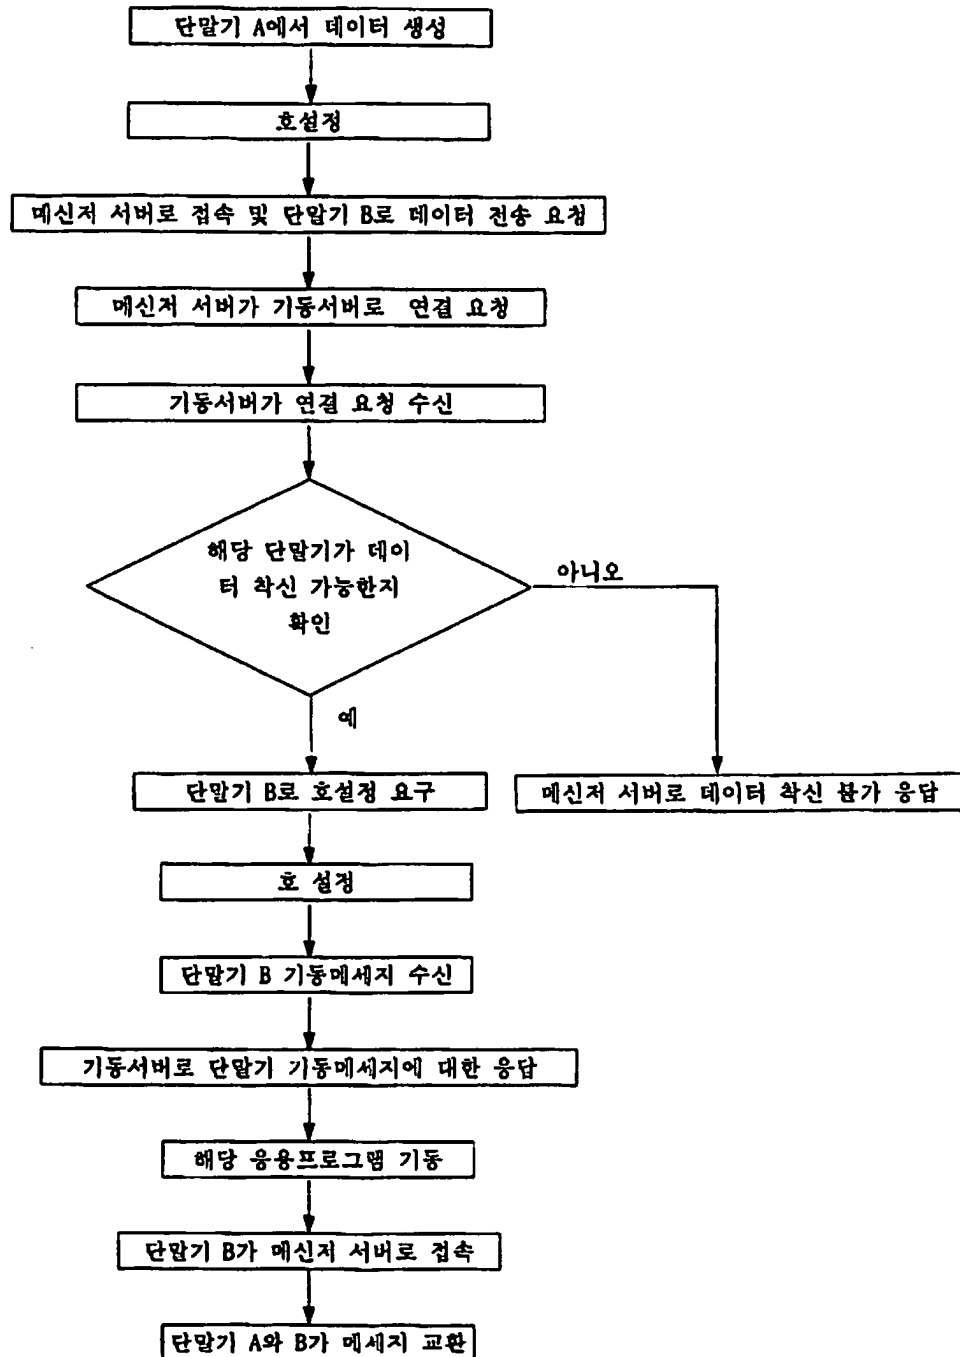 단말기 A에서 데이터 생성
호설정
메신저 서버로 접속 및 단말기 B로 데이터 전송 요청
메신저 서버가 기동서버로 연결 요청
기동서버가 연결 요청 수신
해당 단말기가 데이
터 착신 가능한지
확인
아니오
예
단말기 B로 호설정 요구
메신저 서버로 데이터 착신 불가 응답
호 설정
단말기 B 기동메세지 수신
기동서버로 단말기 기동메세지에 대한 응답
해당 응용프로그램 기동
단말기 B가 메신저 서버로 접속
단말기 A와 B가 메세지 교환